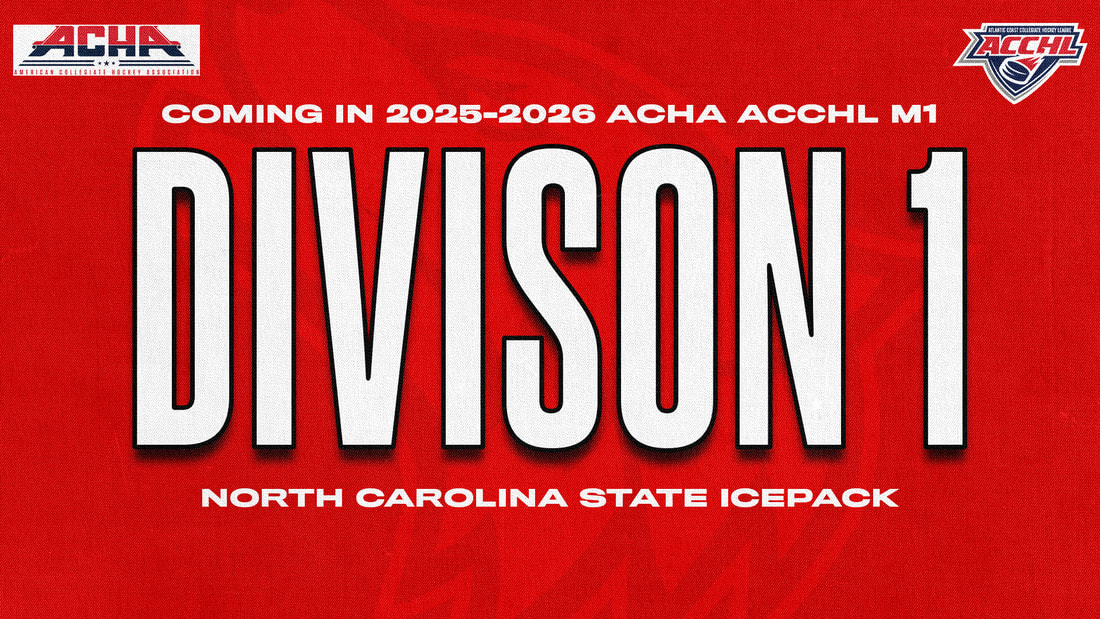 ACHA
AMERICAN COLLEGIATE HOCKEY ASSOCIATION
ATLANTIC COAST COLLEGIATE HOCKEY LEAGUE
ACCHL
COMING IN 2025-2026 ACHA ACCHL M1
DIVISON 1
NORTH CAROLINA STATE ICEPACK